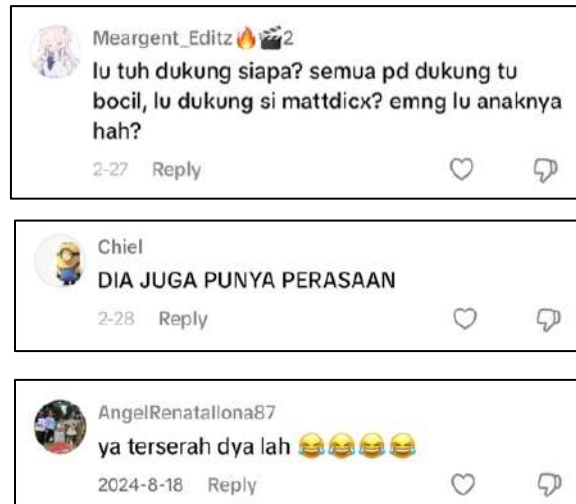 Meargent_Editz🔥🎬2
lu tuh dukung siapa? semua pd dukung tu
bocil, lu dukung si mattdicx? emng lu anaknya
hah?
2-27 Reply
Chiel
DIA JUGA PUNYA PERASAAN
2-28 Reply
AngelRenatallona87
ya terserah dya lah 😂😂😂😂
2024-8-18 Reply